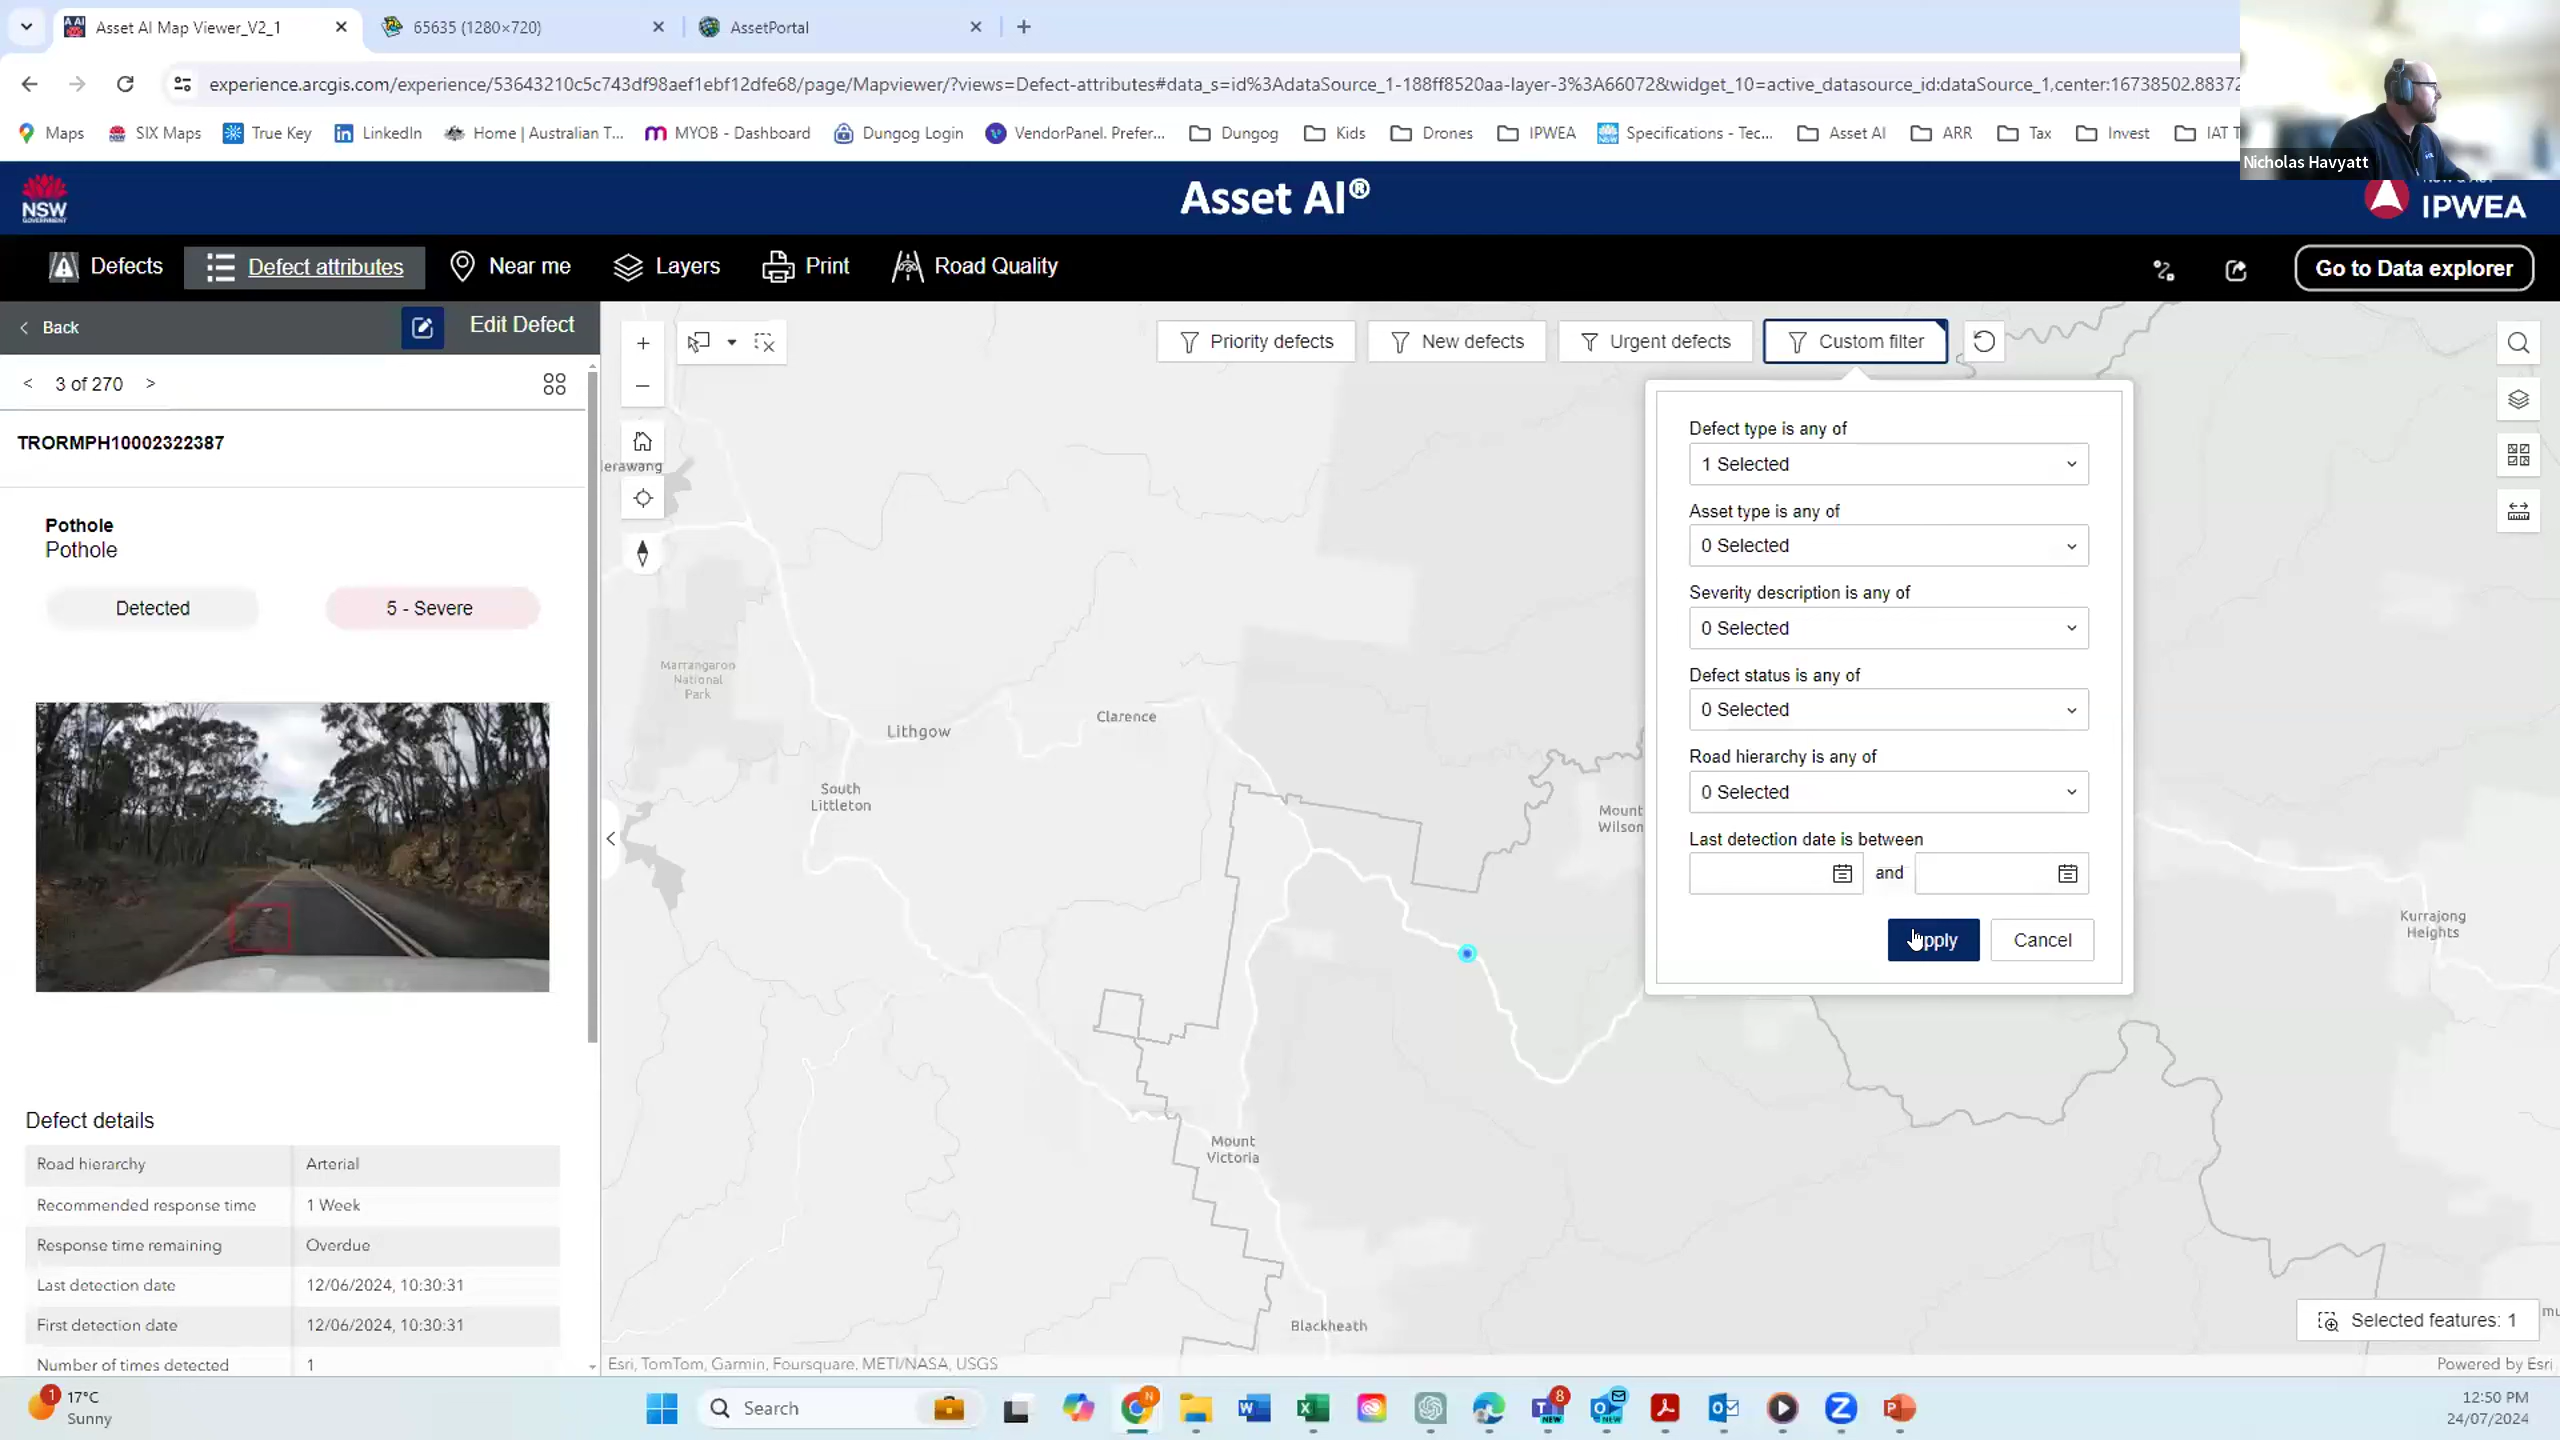 Asset AI Map Viewer_V2_1
65635 (1280×720)
AssetPortal
experience.arcgis.com/experience/53643210c5c743df98aef1ebf12dfe68/page/Mapviewer/?views=Defect-attributes#data_s=id%3AdataSource_1-188ff8520aa-layer-3%3A66072&widget_10=active_datasource_id:dataSource_1,center:16738502.88372
Maps
SIX Maps
True Key
LinkedIn
Home | Australian T...
MYOB - Dashboard
Dungog Login
VendorPanel. Prefer...
Dungog
Kids
Drones
IPWEA
Specifications - Tec...
Asset AI
ARR
Tax
Invest
IAT T
Nicholas Havyatt
NSW
GOVERNMENT
Asset AI®
IPWEA
Defects
Defect attributes
Near me
Layers
Print
Road Quality
Go to Data explorer
Back
Edit Defect
3 of 270
TRORMPH10002322387
Pothole
Pothole
Detected
5 - Severe
Defect details
Road hierarchy Arterial
Recommended response time 1 Week
Response time remaining Overdue
Last detection date 12/06/2024, 10:30:31
First detection date 12/06/2024, 10:30:31
Number of times detected 1
Priority defects
New defects
Urgent defects
Custom filter
Defect type is any of
1 Selected
Asset type is any of
0 Selected
Severity description is any of
0 Selected
Defect status is any of
0 Selected
Road hierarchy is any of
0 Selected
Last detection date is between
and
Apply
Cancel
lerawang
Marrangaroo
National
Park
Lithgow
Clarence
South
Littleton
Mount
Wilson
Kurrajong
Heights
Mount
Victoria
Blackheath
Selected features: 1
Esri, TomTom, Garmin, Foursquare, METI/NASA, USGS
Powered by Esri
1
17°C
Sunny
Search
8
12:50 PM
24/07/2024